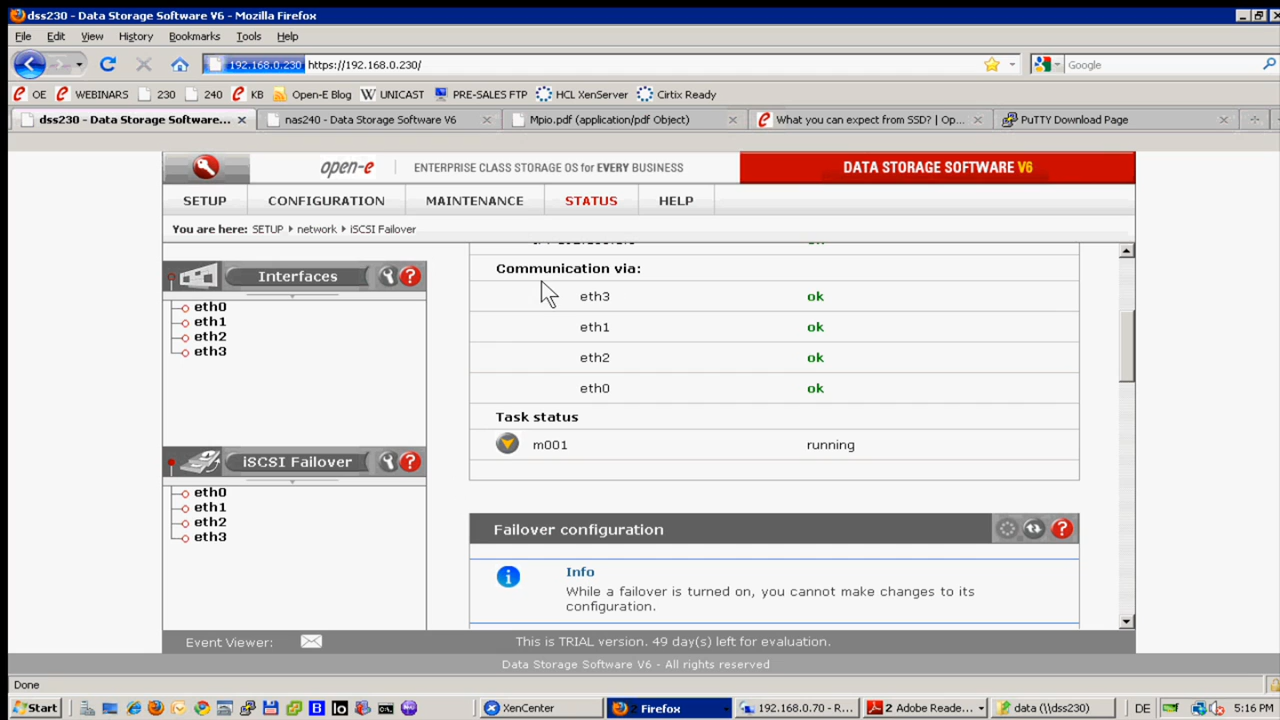 dss230 - Data Storage Software V6 - Mozilla Firefox
File Edit View History Bookmarks Tools Help
192.168.0.230 https://192.168.0.230/ Google
OE WEBINARS 230 240 KB Open-E Blog UNICAST PRE-SALES FTP HCL XenServer Cirtix Ready
dss230 - Data Storage Software... nas240 - Data Storage Software V6 Mpio.pdf (application/pdf Object) What you can expect from SSD? | Op... PuTTY Download Page
open-e ENTERPRISE CLASS STORAGE OS for EVERY BUSINESS DATA STORAGE SOFTWARE V6
SETUP CONFIGURATION MAINTENANCE STATUS HELP
You are here: SETUP network iSCSI Failover
Interfaces
eth0
eth1
eth2
eth3
iSCSI Failover
eth0
eth1
eth2
eth3
Communication via:
eth3 ok
eth1 ok
eth2 ok
eth0 ok
Task status
m001 running
Failover configuration
Info
While a failover is turned on, you cannot make changes to its
configuration.
Event Viewer: This is TRIAL version. 49 day(s) left for evaluation.
Data Storage Software V6 - All rights reserved
Done
Start XenCenter 2 Firefox 192.168.0.70 - R... 2 Adobe Reade... data (\\dss230) DE 5:16 PM